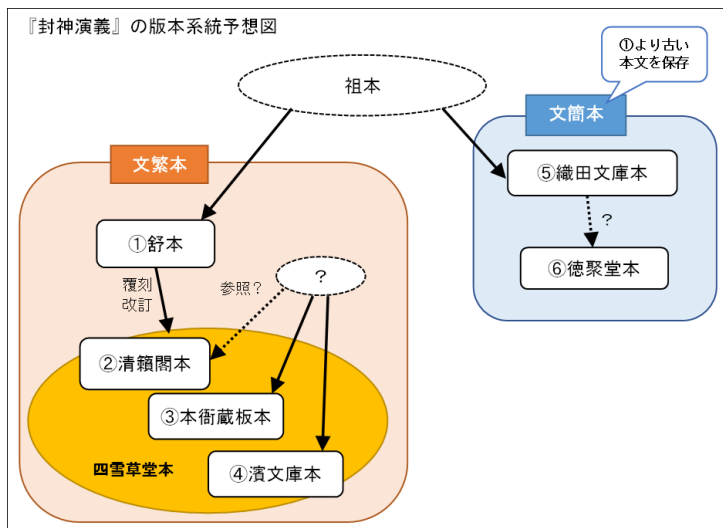 『封神演義』の版本系統予想図
①より古い
本文を保存
祖本
文簡本
文繁本
⑤織田文庫本
?
⑥徳聚堂本
①舒本
?
覆刻
改訂
参照?
②清籟閣本
③本衙蔵板本
四雪草堂本
④濱文庫本